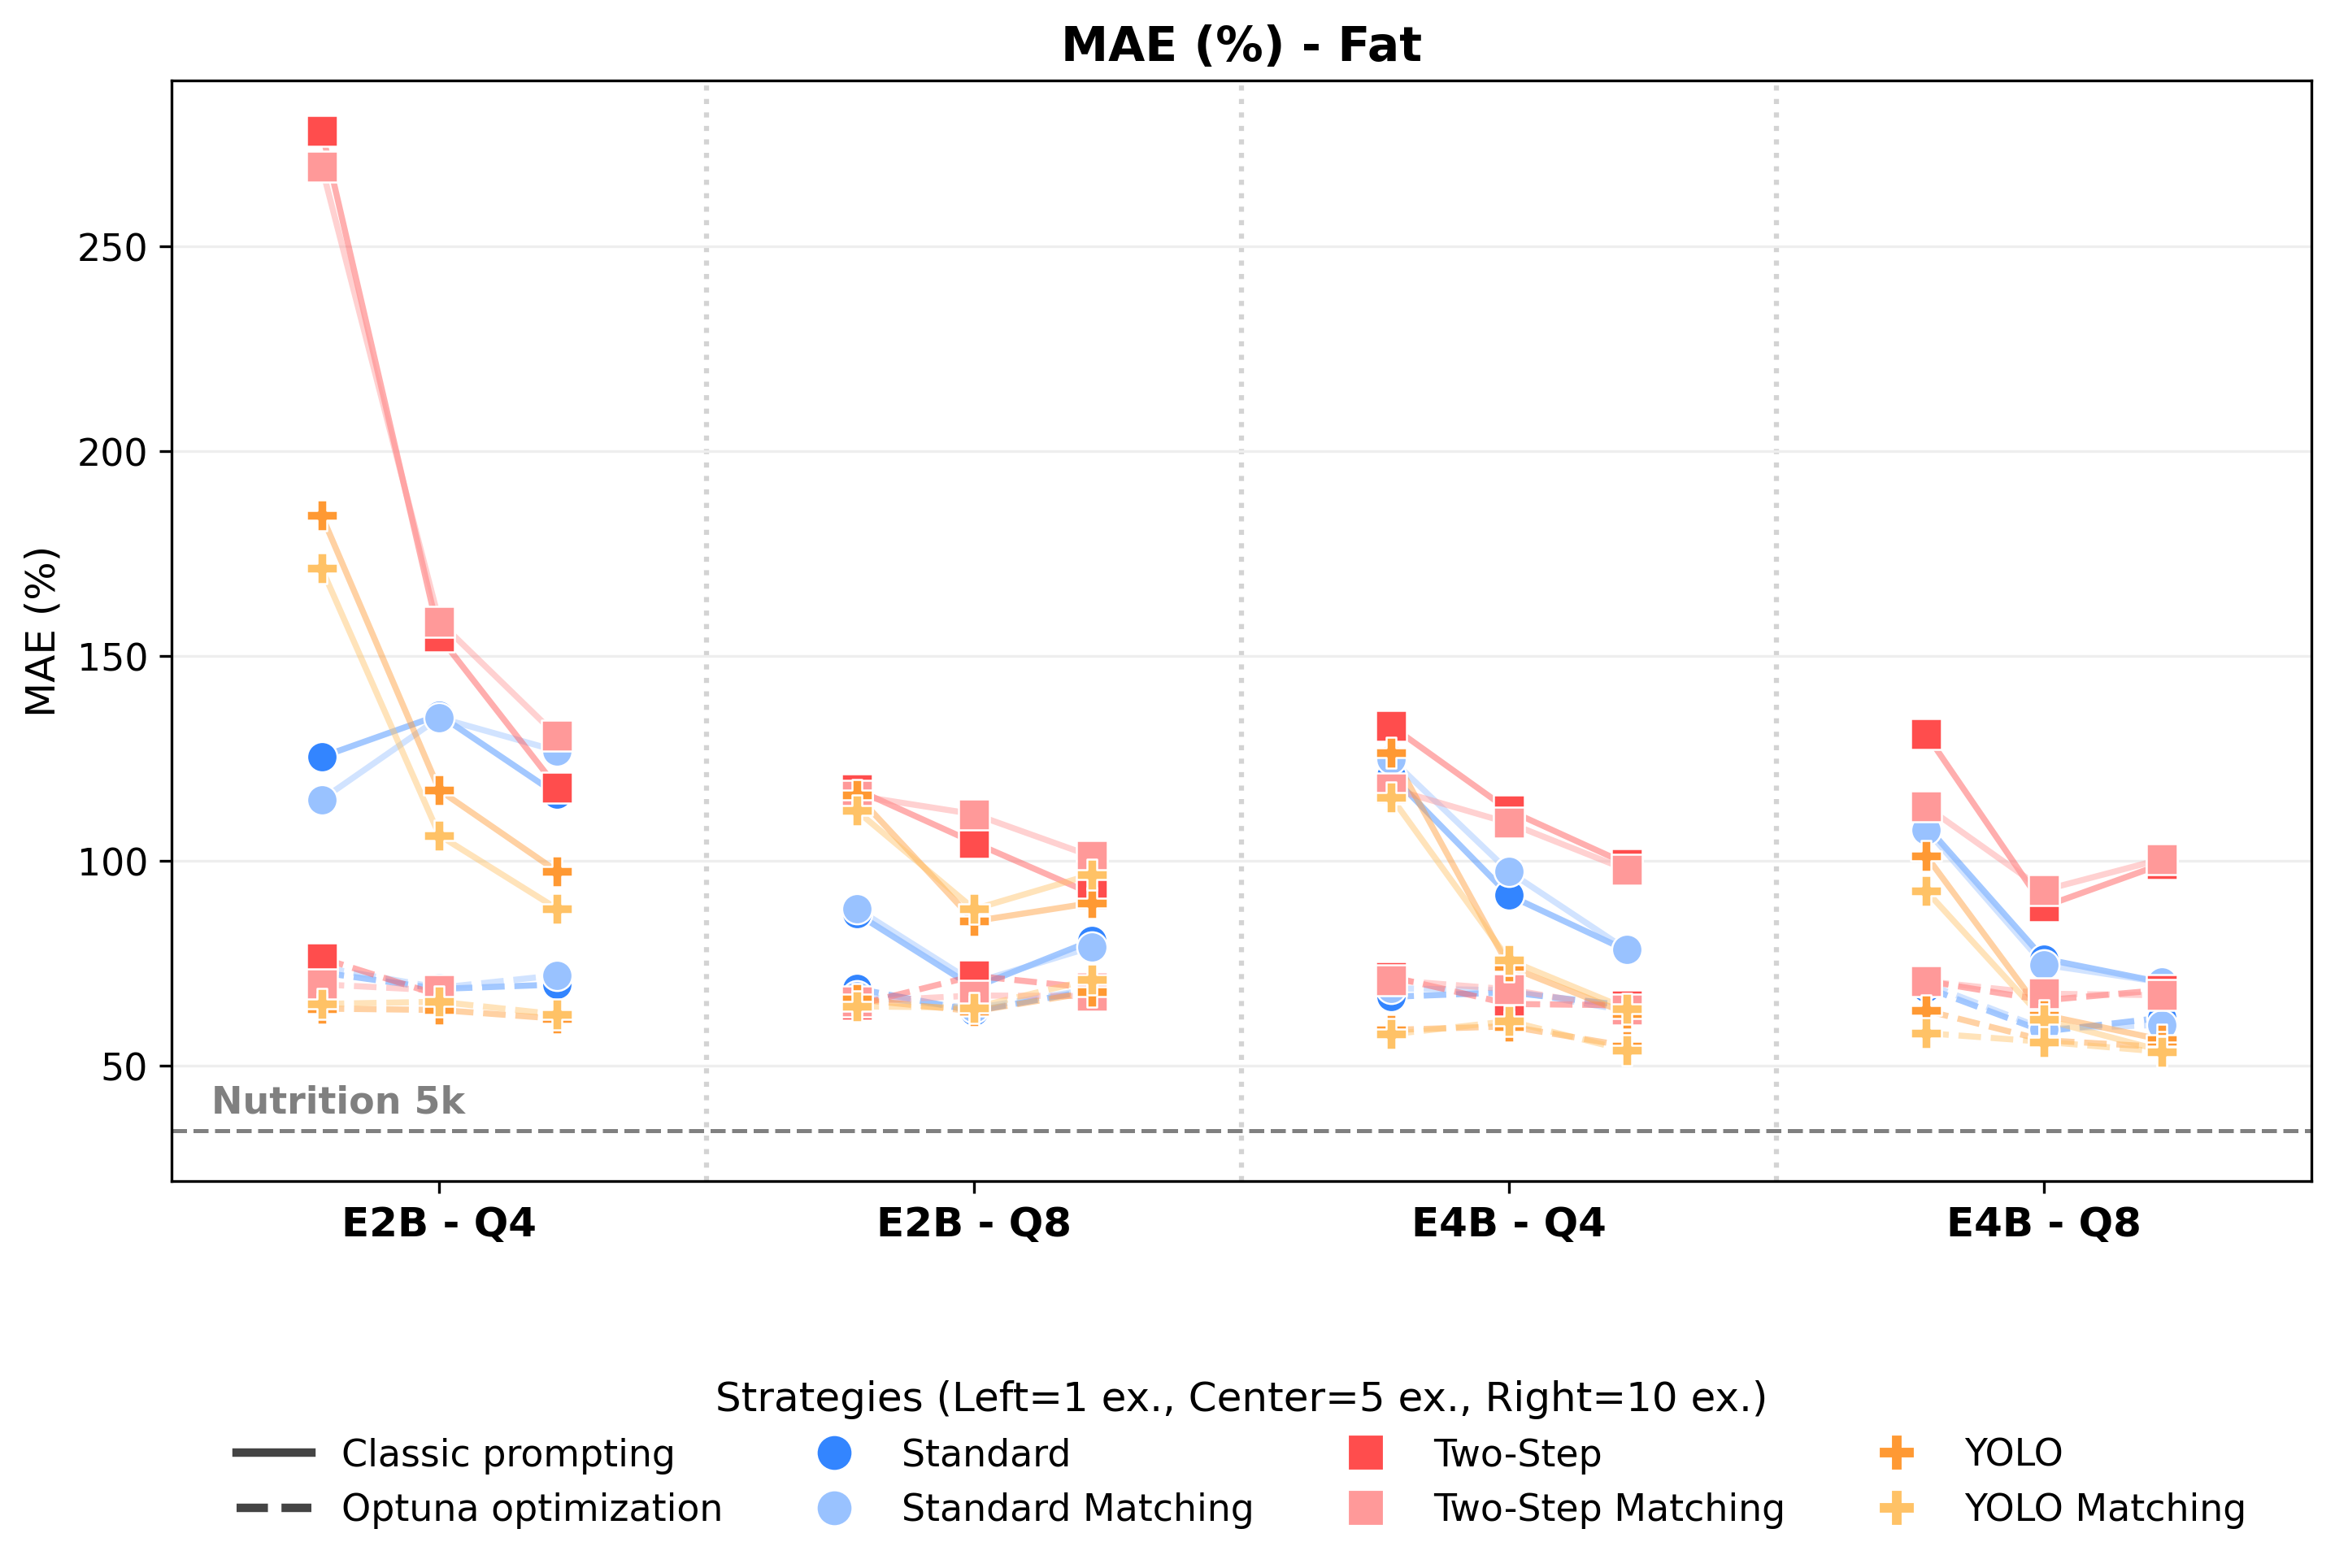 MAE (%) - Fat
MAE (%)
250
200
150
100
50
Nutrition 5k
E2B - Q4
E2B - Q8
E4B - Q4
E4B - Q8
Strategies (Left=1 ex., Center=5 ex., Right=10 ex.)
Classic prompting
Optuna optimization
Standard
Standard Matching
Two-Step
Two-Step Matching
YOLO
YOLO Matching